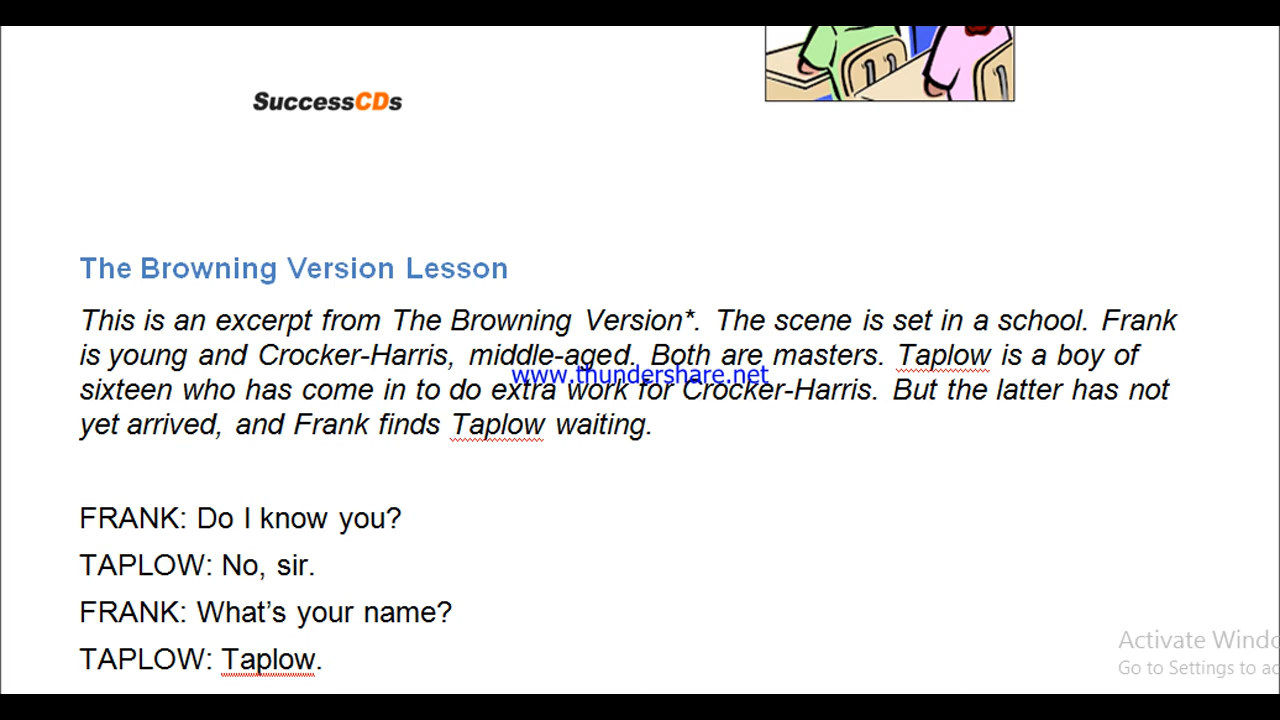 SuccessCDs
The Browning Version Lesson
This is an excerpt from The Browning Version*. The scene is set in a school. Frank
is young and Crocker-Harris, middle-aged. Both are masters. Taplow is a boy of
www.thundershare.net
sixteen who has come in to do extra work for Crocker-Harris. But the latter has not
yet arrived, and Frank finds Taplow waiting.
FRANK: Do I know you?
TAPLOW: No, sir.
FRANK: What’s your name?
TAPLOW: Taplow.
Activate Windo
Go to Settings to ac